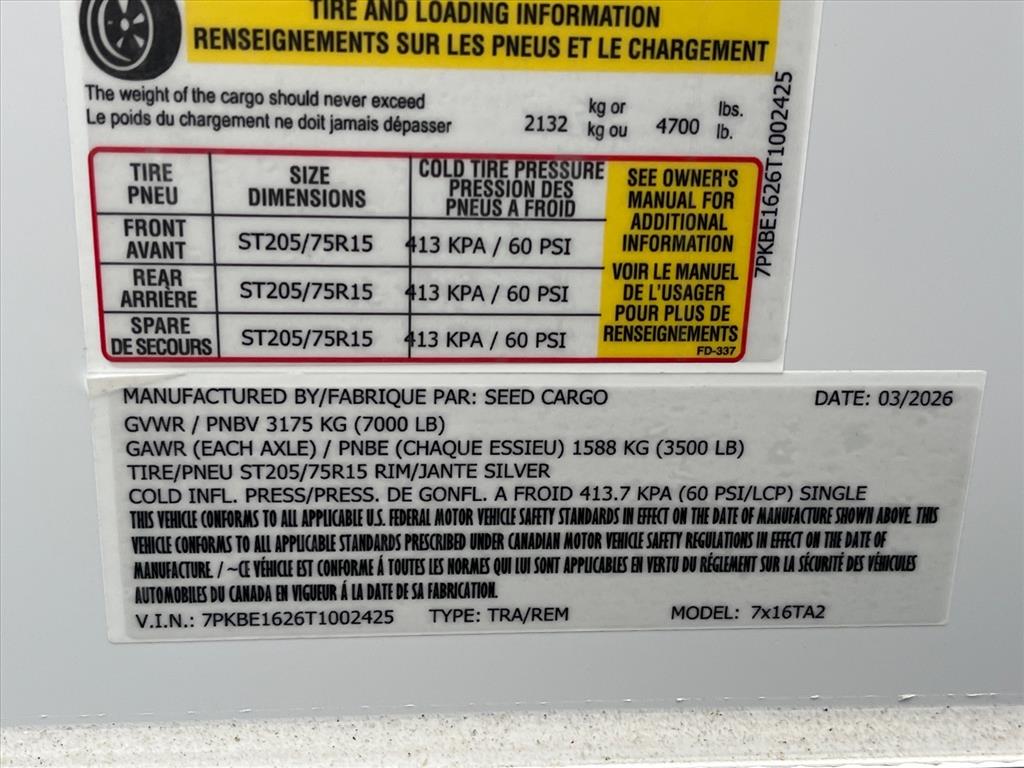 TIRE AND LOADING INFORMATION
RENSEIGNEMENTS SUR LES PNEUS ET LE CHARGEMENT
The weight of the cargo should never exceed
Le poids du chargement ne doit jamais dépasser
2132 kg or kg ou 4700 lbs. lb.
TIRE PNEU
SIZE DIMENSIONS
COLD TIRE PRESSURE PRESSION DES PNEUS A FROID
FRONT AVANT ST205/75R15 413 KPA / 60 PSI
REAR ARRIÈRE ST205/75R15 413 KPA / 60 PSI
SPARE DE SECOURS ST205/75R15 413 KPA / 60 PSI
SEE OWNER'S
MANUAL FOR
ADDITIONAL
INFORMATION
VOIR LE MANUEL
DE L'USAGER
POUR PLUS DE
RENSEIGNEMENTS
FD-337
7PKBE1626T1002425
MANUFACTURED BY/FABRIQUE PAR: SEED CARGO DATE: 03/2026
GVWR / PNBV 3175 KG (7000 LB)
GAWR (EACH AXLE) / PNBE (CHAQUE ESSIEU) 1588 KG (3500 LB)
TIRE/PNEU ST205/75R15 RIM/JANTE SILVER
COLD INFL. PRESS/PRESS. DE GONFL. A FROID 413.7 KPA (60 PSI/LCP) SINGLE
THIS VEHICLE CONFORMS TO ALL APPLICABLE U.S. FEDERAL MOTOR VEHICLE SAFETY STANDARDS IN EFFECT ON THE DATE OF MANUFACTURE SHOWN ABOVE. THIS
VEHICLE CONFORMS TO ALL APPLICABLE STANDARDS PRESCRIBED UNDER CANADIAN MOTOR VEHICLE SAFETY REGULATIONS IN EFFECT ON THE DATE OF
MANUFACTURE. / ~CE VÉHICLE EST CONFORME Á TOUTES LES NORMES QUI LUI SONT APPLICABLES EN VERTU DU RÉGLEMENT SUR LA SÉCURITÉ DES VÉHICULES
AUTOMOBILES DU CANADA EN VIGUEUR Á LA DATE DE SA FABRICATION.
V.I.N.: 7PKBE1626T1002425 TYPE: TRA/REM MODEL: 7x16TA2